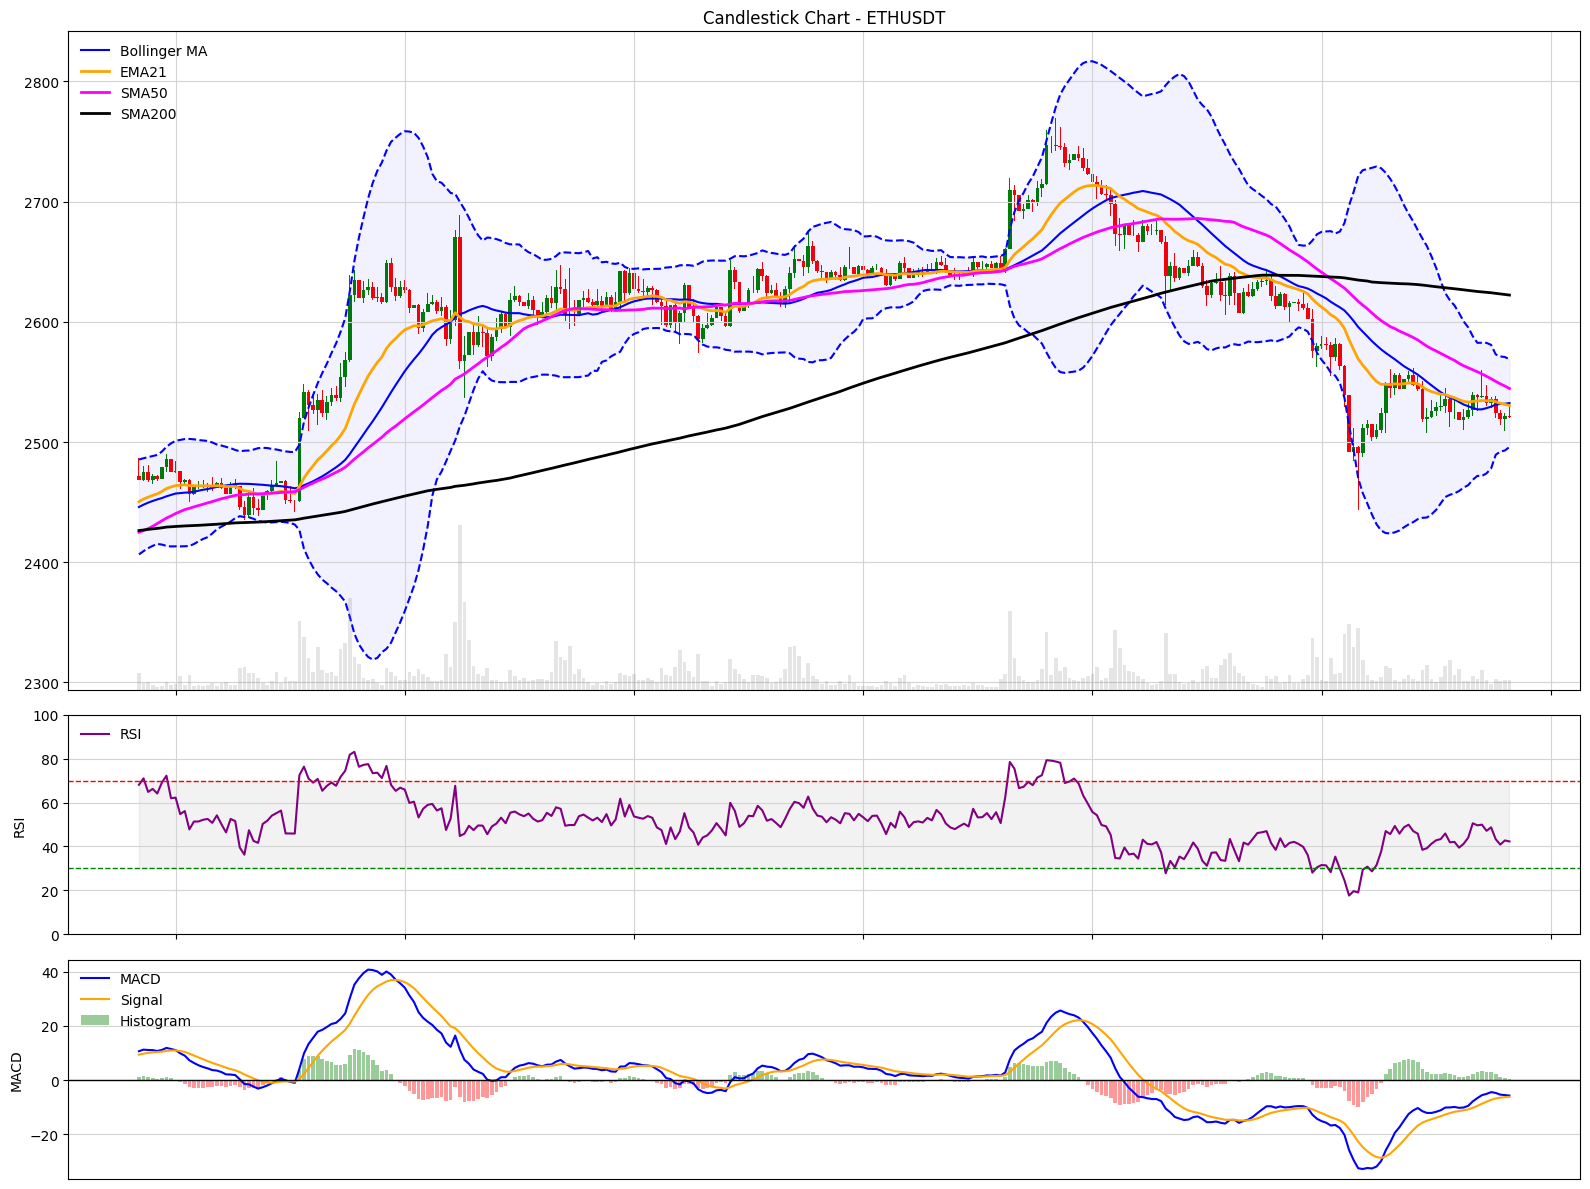 Candlestick Chart - ETHUSDT
Bollinger MA
EMA21
SMA50
SMA200
2800
2700
2600
2500
2400
2300
RSI
100
80
60
40
20
0
RSI
MACD
Signal
Histogram
40
20
0
−20
MACD